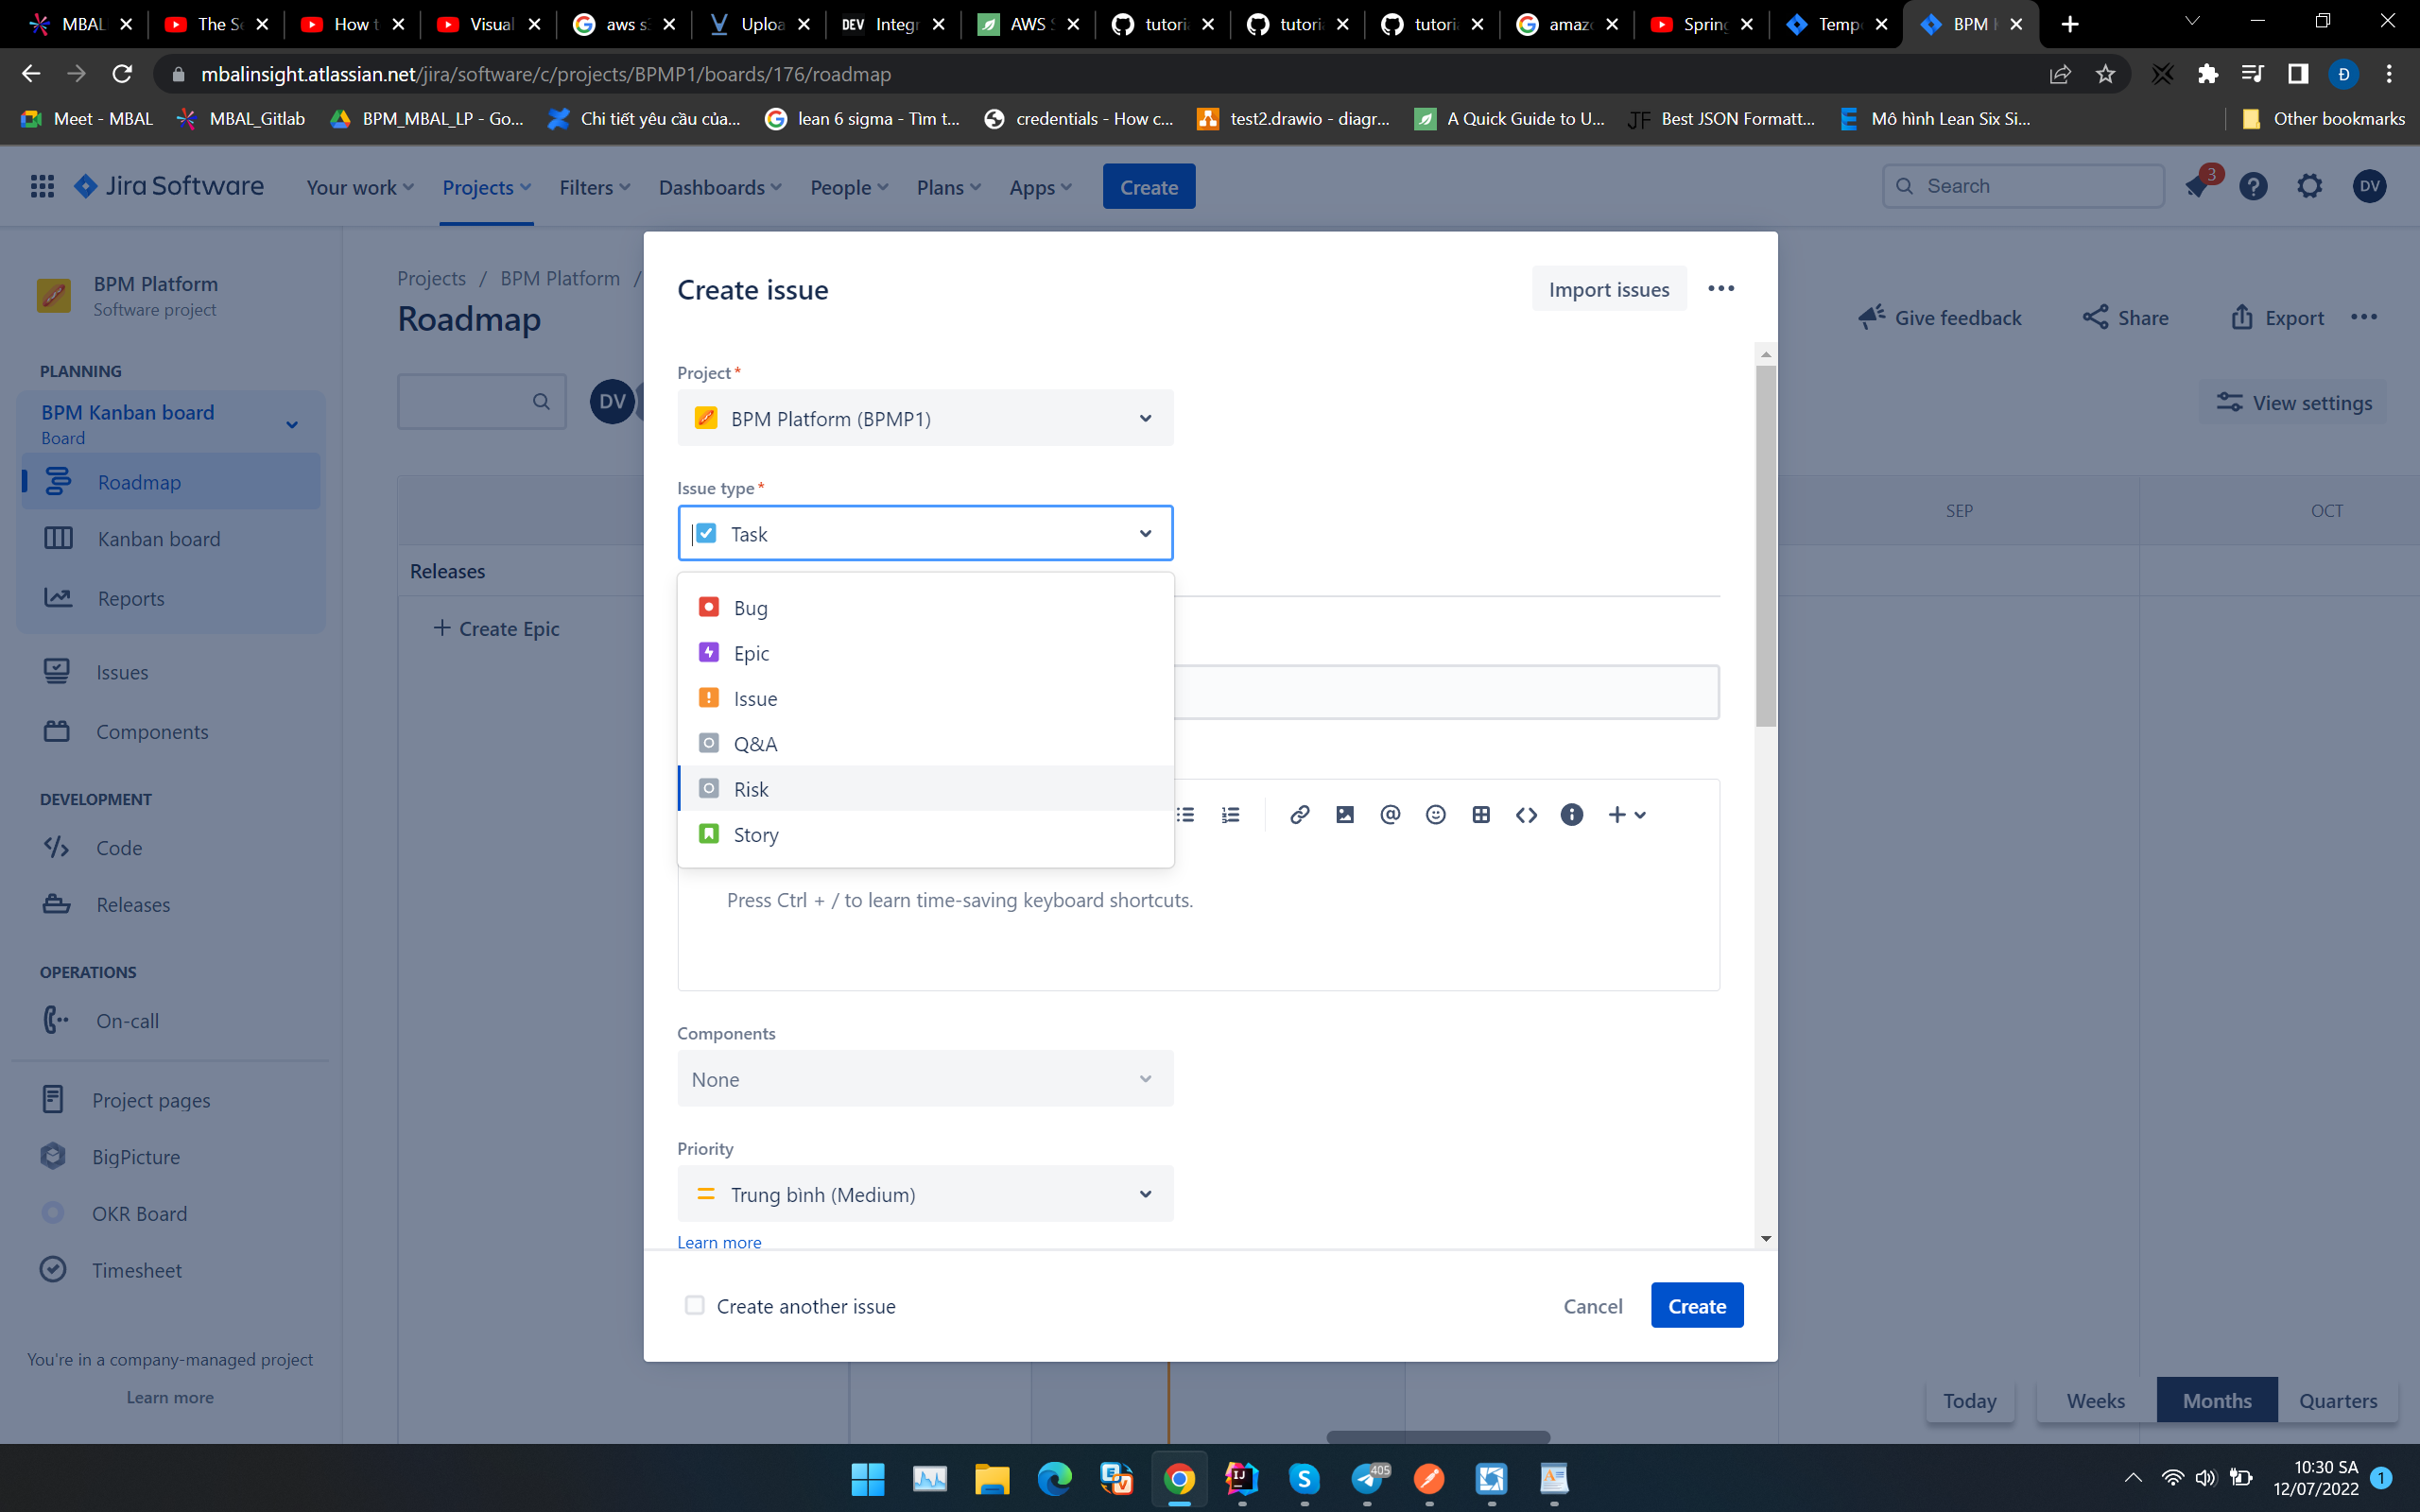 MBAL
The Se
How t
Visual
aws s3
Uploa
DEV Integr
AWS S
tutori
tutori
tutori
amazo
Spring
Temp
BPM K
mbalinsight.atlassian.net/jira/software/c/projects/BPMP1/boards/176/roadmap
Đ
Meet - MBAL
MBAL_Gitlab
BPM_MBAL_LP - Go...
Chi tiết yêu cầu của...
lean 6 sigma - Tìm t...
credentials - How c...
test2.drawio - diagr...
A Quick Guide to U...
JF Best JSON Formatt...
Mô hình Lean Six Si...
Other bookmarks
Jira Software
Your work
Projects
Filters
Dashboards
People
Plans
Apps
Create
Search
3
DV
BPM Platform
Software project
PLANNING
BPM Kanban board
Board
Roadmap
Kanban board
Reports
Issues
Components
DEVELOPMENT
Code
Releases
OPERATIONS
On-call
Project pages
BigPicture
OKR Board
Timesheet
You're in a company-managed project
Learn more
Projects / BPM Platform /
Roadmap
DV
Give feedback
Share
Export
View settings
SEP
OCT
Releases
+ Create Epic
Create issue
Import issues
Project *
BPM Platform (BPMP1)
Issue type *
Task
Bug
Epic
Issue
Q&A
Risk
Story
Press Ctrl + / to learn time-saving keyboard shortcuts.
Components
None
Priority
Trung bình (Medium)
Learn more
Create another issue
Cancel
Create
Today
Weeks
Months
Quarters
405
10:30 SA
12/07/2022
1